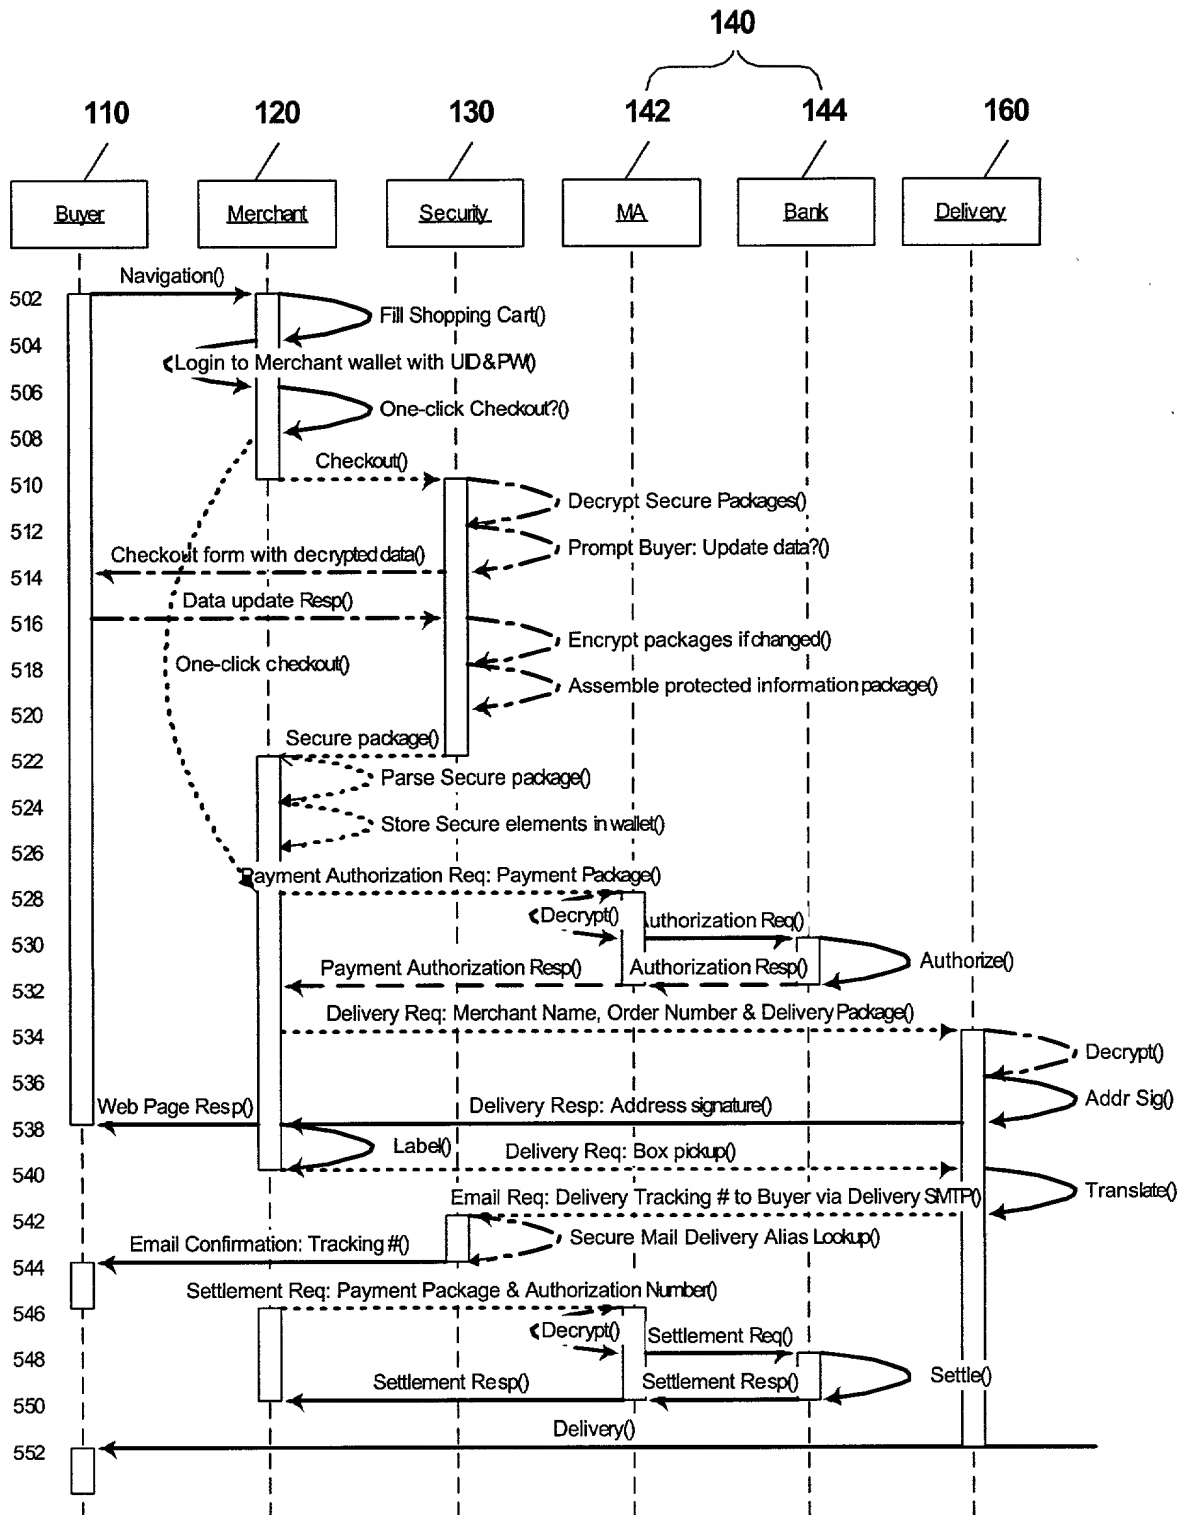 140
110 120 130 142 144 160
Buyer Merchant Security MA Bank Delivery
Navigation()
502
Fill Shopping Cart()
504
Login to Merchant wallet with UID&PW()
506
One-click Checkout?()
508
Checkout()
510
Decrypt Secure Packages()
512
Prompt Buyer: Update data?()
Checkout form with decrypted data()
514
Data update Resp()
516
Encrypt packages if changed()
One-click checkout()
518
Assemble protected information package()
520
Secure package()
522
Parse Secure package()
524
Store Secure elements in wallet()
526
Payment Authorization Req: Payment Package()
528
Decrypt() Authorization Req()
530
Authorize()
Payment Authorization Resp() Authorization Resp()
532
Delivery Req: Merchant Name, Order Number & Delivery Package()
534
Decrypt()
536
Addr Sig()
Web Page Resp() Delivery Resp: Address signature()
538
Label() Delivery Req: Box pickup()
540
Translate()
Email Req: Delivery Tracking # to Buyer via Delivery SMTP()
542
Secure Mail Delivery Alias Lookup()
Email Confirmation: Tracking #()
544
Settlement Req: Payment Package & Authorization Number()
546
Decrypt() Settlement Req()
548
Settle()
Settlement Resp() Settlement Resp()
550
Delivery()
552